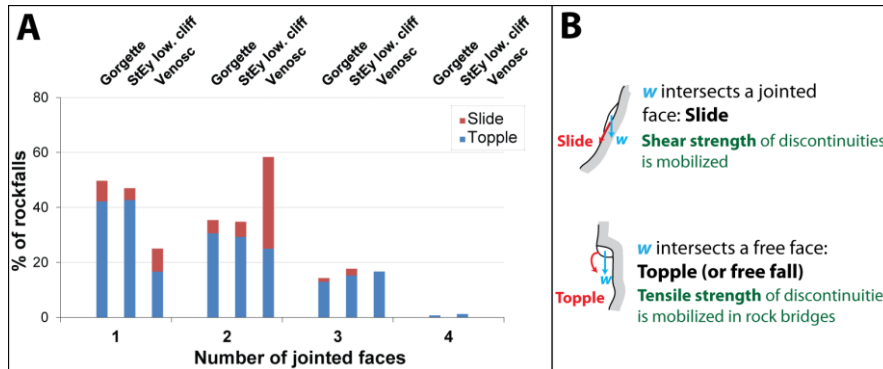 A
Gorgette
StEy low. cliff
Venosc
Gorgette
StEy low. cliff
Venosc
Gorgette
StEy low. cliff
Venosc
Gorgette
StEy low. cliff
Venosc
80
60
40
20
0
% of rockfalls
Slide
Topple
1 2 3 4
Number of jointed faces
B
w intersects a jointed
face: Slide
Shear strength of discontinuities
is mobilized
Slide
w
w intersects a free face:
Topple (or free fall)
Tensile strength of discontinuitie
is mobilized in rock bridges
w
Topple